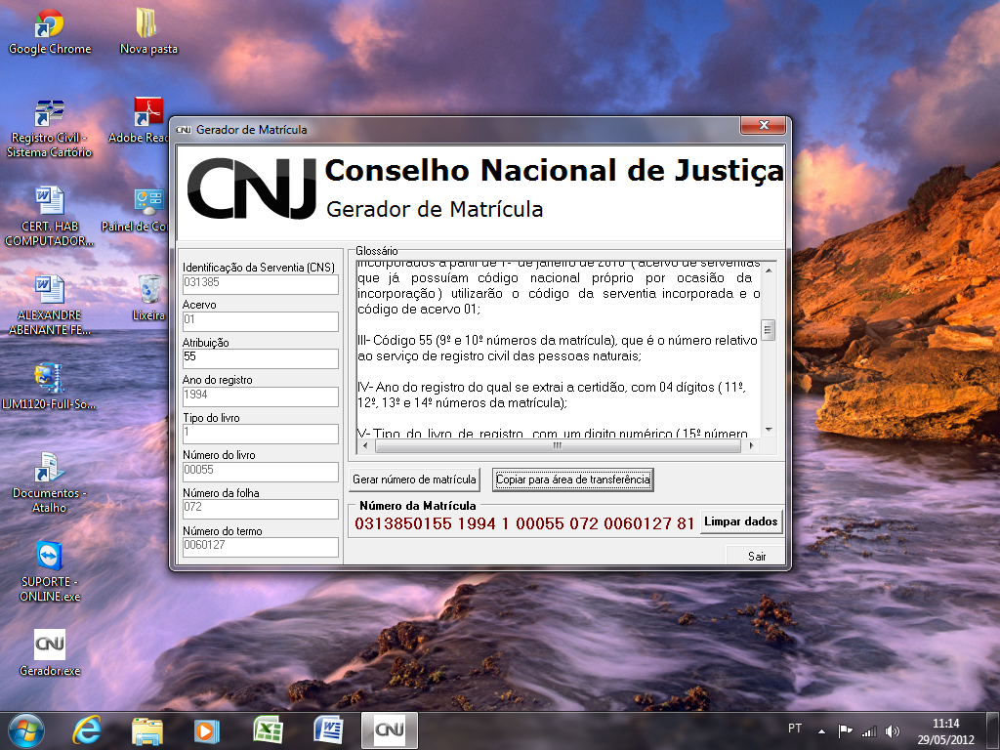 Google Chrome
Nova pasta
Registro Civil -
Sistema Cartório
Adobe Read
CERT. HAB
COMPUTADOR...
Painel de Co
ALEXANDRE
ABENANTE FE...
Lixeira
LJM1120-Full-So...
Documentos -
Atalho
SUPORTE -
ONLINE.exe
CNJ
Gerador.exe
CNJ Gerador de Matrícula
CNJ
Conselho Nacional de Justiça
Gerador de Matrícula
Identificação da Serventia (CNS)
031385
Acervo
01
Atribuição
55
Ano do registro
1994
Tipo do livro
1
Número do livro
00055
Número da folha
072
Número do termo
0060127
Glossário
incorporados a partir de 1º de janeiro de 2010 (acervo de serventias
que já possuíam código nacional próprio por ocasião da
incorporação) utilizarão o código da serventia incorporada e o
código de acervo 01;
III- Código 55 (9º e 10º números da matrícula), que é o número relativo
ao serviço de registro civil das pessoas naturais;
IV- Ano do registro do qual se extrai a certidão, com 04 dígitos (11º,
12º, 13º e 14º números da matrícula);
V- Tipo do livro de registro, com um digito numérico (15º número
Gerar número de matrícula
Copiar para área de transferência
Número da Matrícula
0313850155 1994 1 00055 072 0060127 81
Limpar dados
Sair
CNJ
PT
11:14
29/05/2012